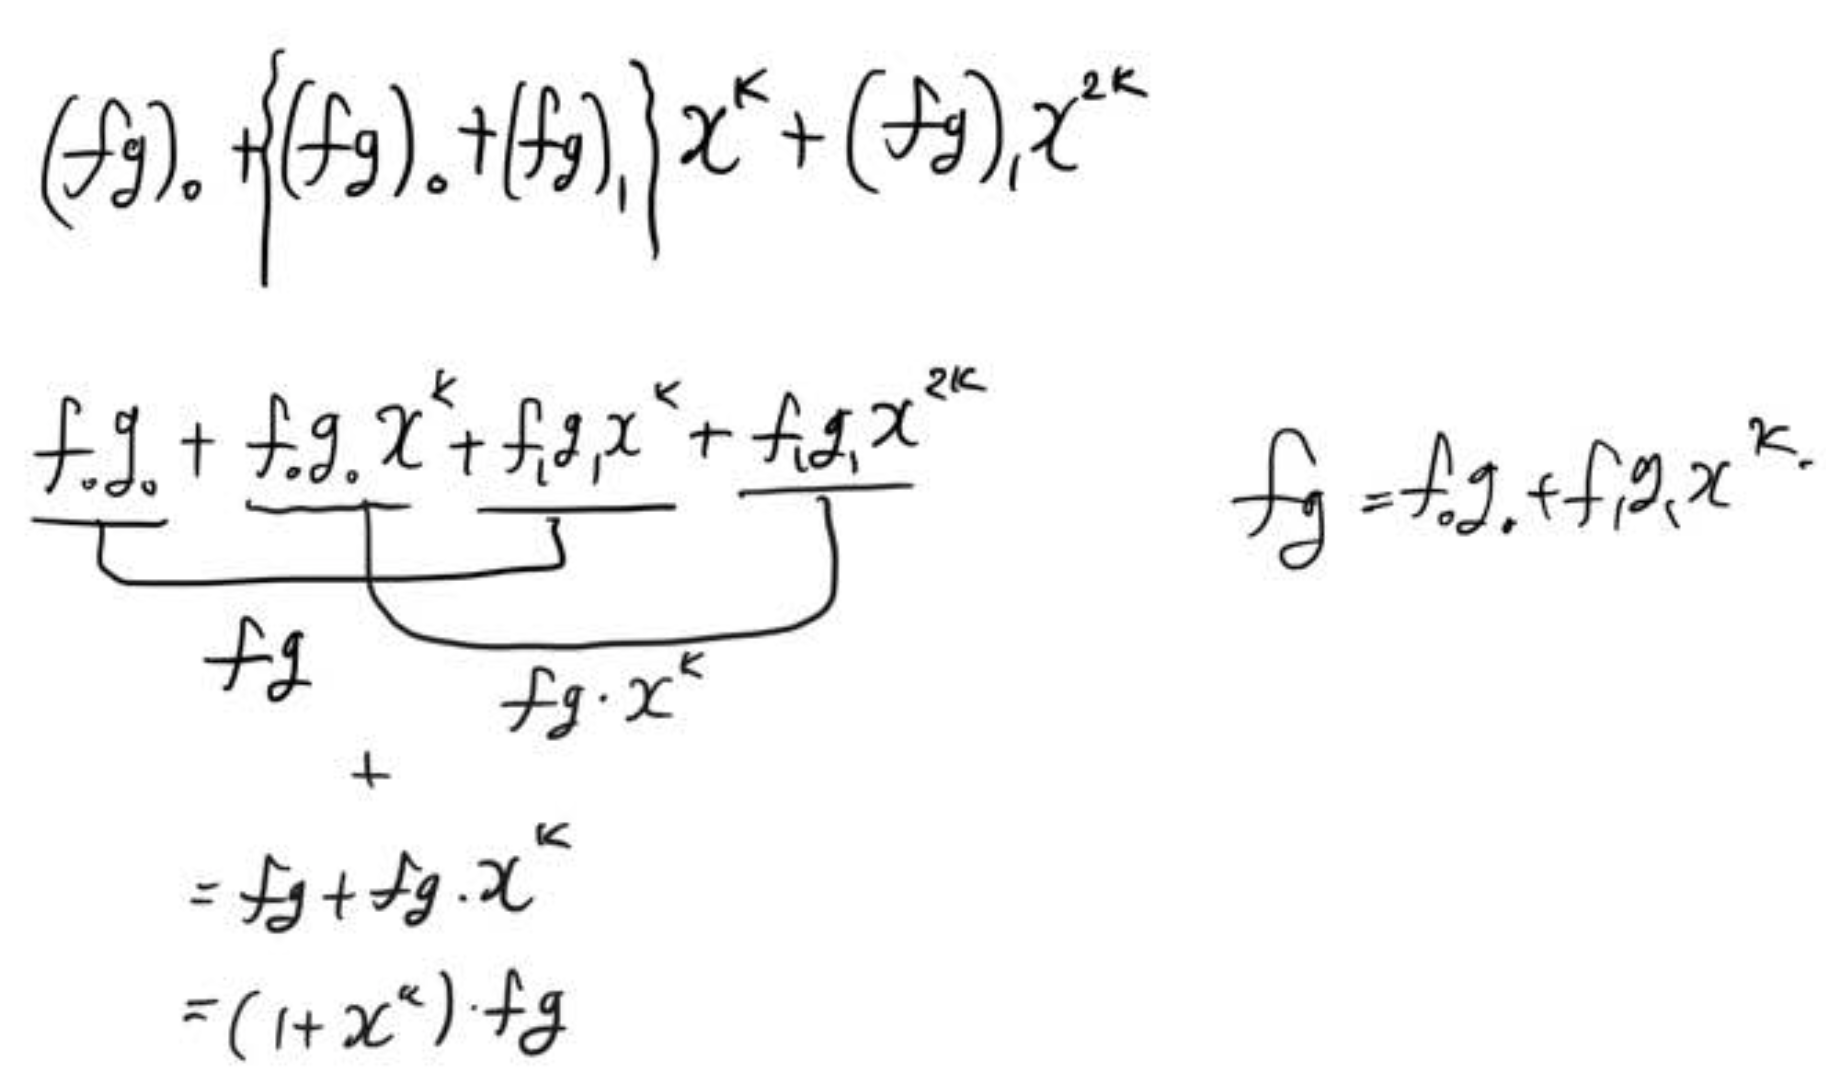 (fg)₀ + {(fg)₀ + (fg)₁} x^k + (fg)₁ x^2k
f₀g₀ + f₀g₀ x^k + f₁g₁ x^k + f₁g₁ x^2k
fg = f₀g₀ + f₁g₁ x^k.
fg
fg · x^k
+
= fg + fg · x^k
= (1 + x^k) · fg